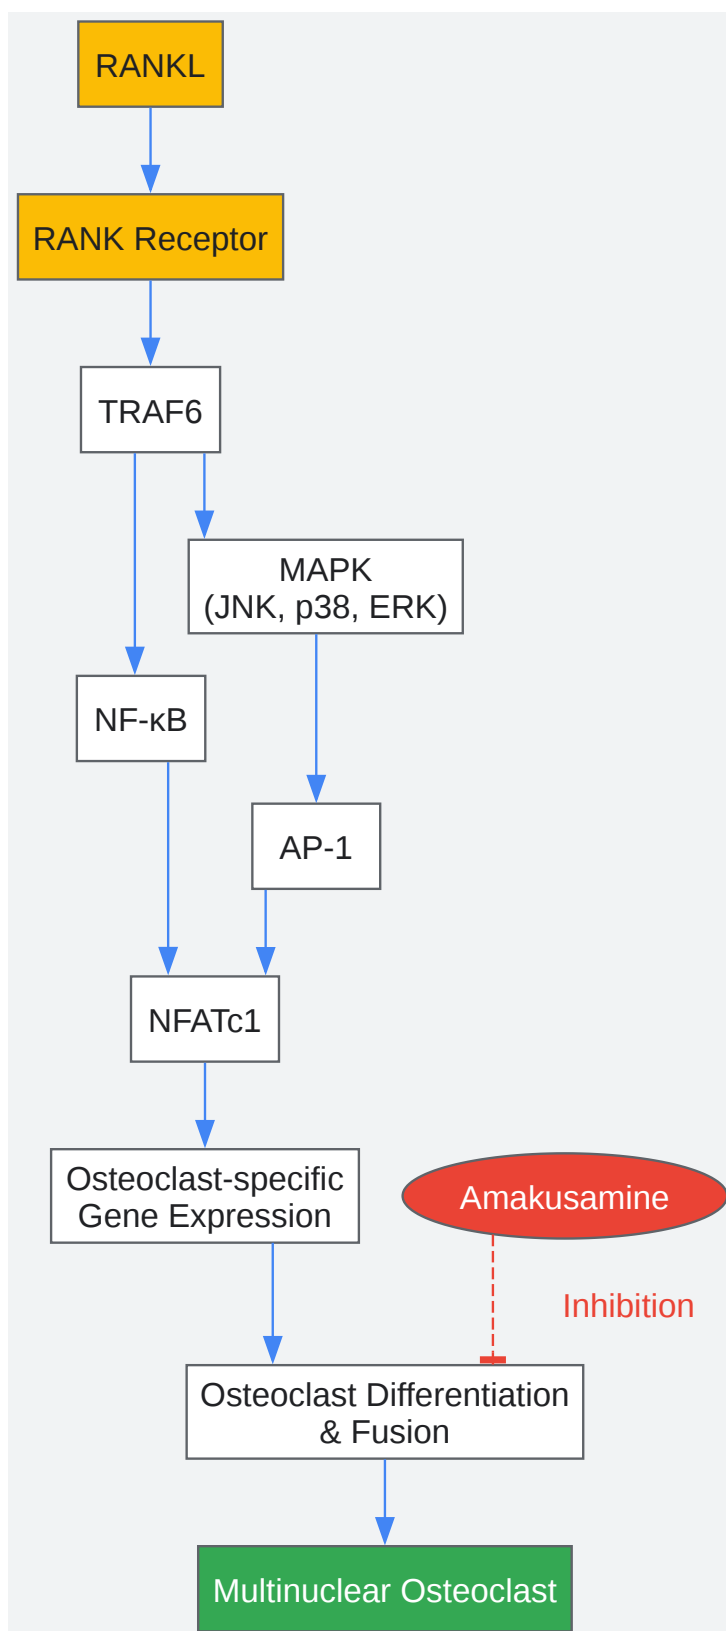 RANKL
RANK Receptor
TRAF6
MAPK
(JNK, p38, ERK)
NF-κB
AP-1
NFATc1
Osteoclast-specific
Gene Expression
Amakusamine
Inhibition
Osteoclast Differentiation
& Fusion
Multinuclear Osteoclast